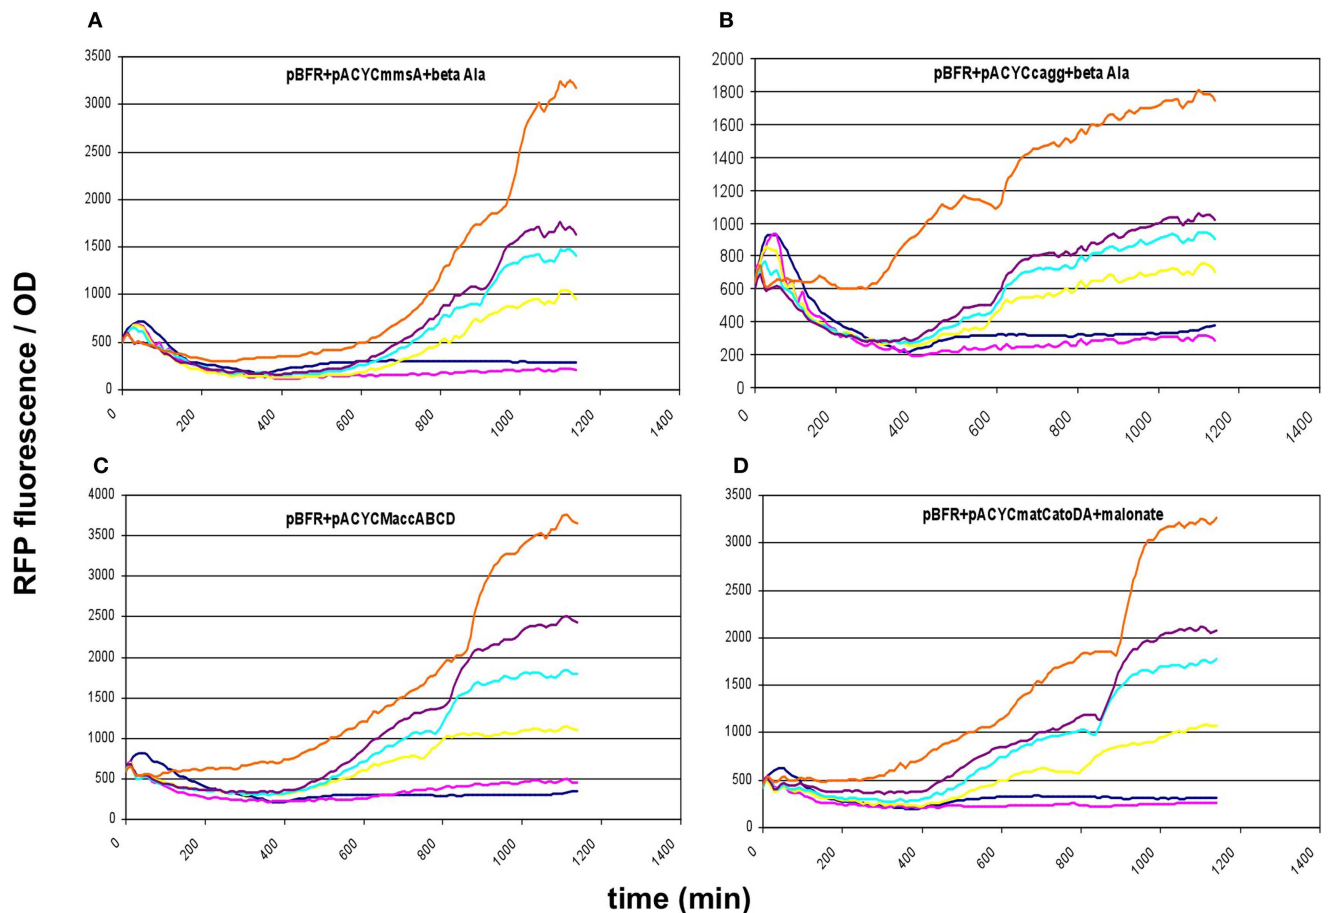 A
pBFR+pACYCmmsA+beta Ala
3500
3000
2500
2000
1500
1000
500
0
0 200 400 600 800 1000 1200 1400
B
pBFR+pACYCcagg+beta Ala
2000
1800
1600
1400
1200
1000
800
600
400
200
0
0 200 400 600 800 1000 1200 1400
C
pBFR+pACYCMaccABCD
4000
3500
3000
2500
2000
1500
1000
500
0
0 200 400 600 800 1000 1200 1400
D
pBFR+pACYCmatCatoDA+malonate
3500
3000
2500
2000
1500
1000
500
0
0 200 400 600 800 1000 1200 1400
RFP fluorescence / OD
time (min)